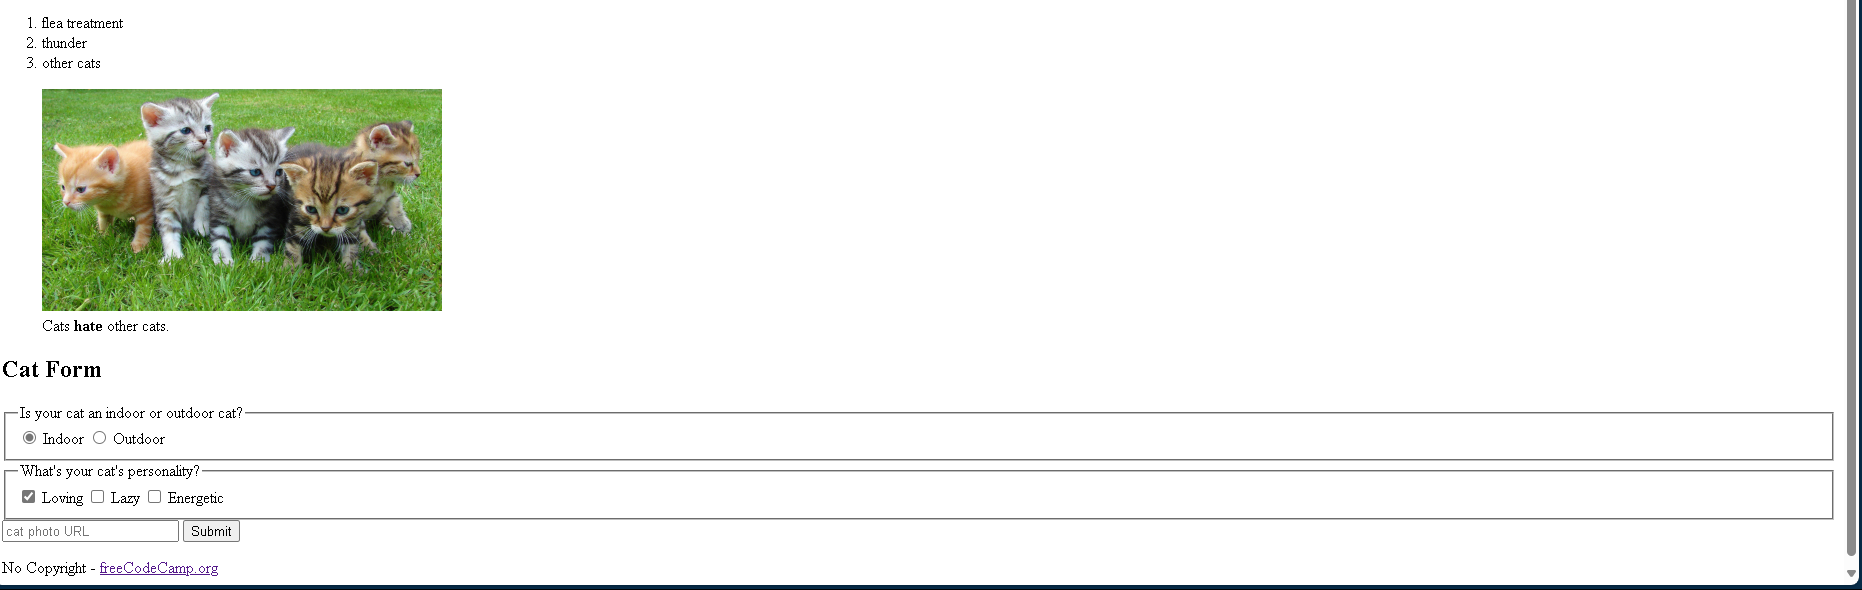 1. flea treatment
2. thunder
3. other cats
Cats hate other cats.
Cat Form
Is your cat an indoor or outdoor cat?
Indoor Outdoor
What's your cat's personality?
Loving Lazy Energetic
cat photo URL Submit
No Copyright - freeCodeCamp.org